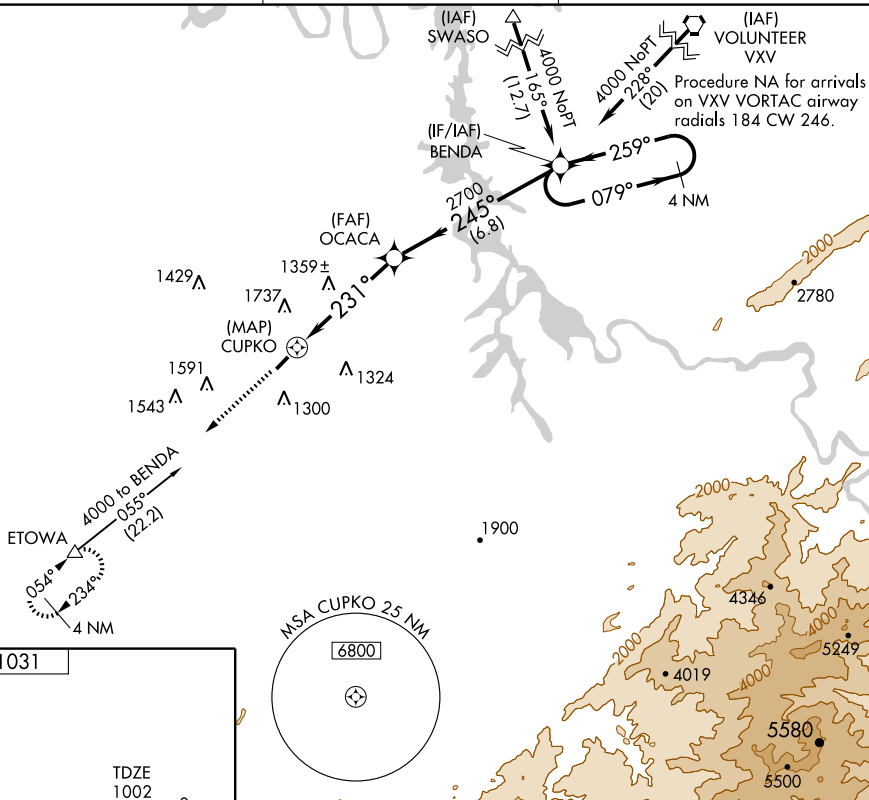 (IAF)
SWASO
4000 NoPT
165°
(12.7)
(IAF)
VOLUNTEER
VXV
4000 NoPT
228°
(20)
Procedure NA for arrivals
on VXV VORTAC airway
radials 184 CW 246.
(IF/IAF)
BENDA
259°
079°
4 NM
2700
245°
(6.8)
(FAF)
OCACA
2000
2780
1429
1359±
1737
231°
(MAP)
CUPKO
1591
1324
1543
1300
4000 to BENDA
055°
(22.2)
2000
ETOWA
1900
054°
234°
4 NM
4346
4000
5249
MSA CUPKO 25 NM
6800
2000
4019
4000
1031
5580
5500
TDZE
1002